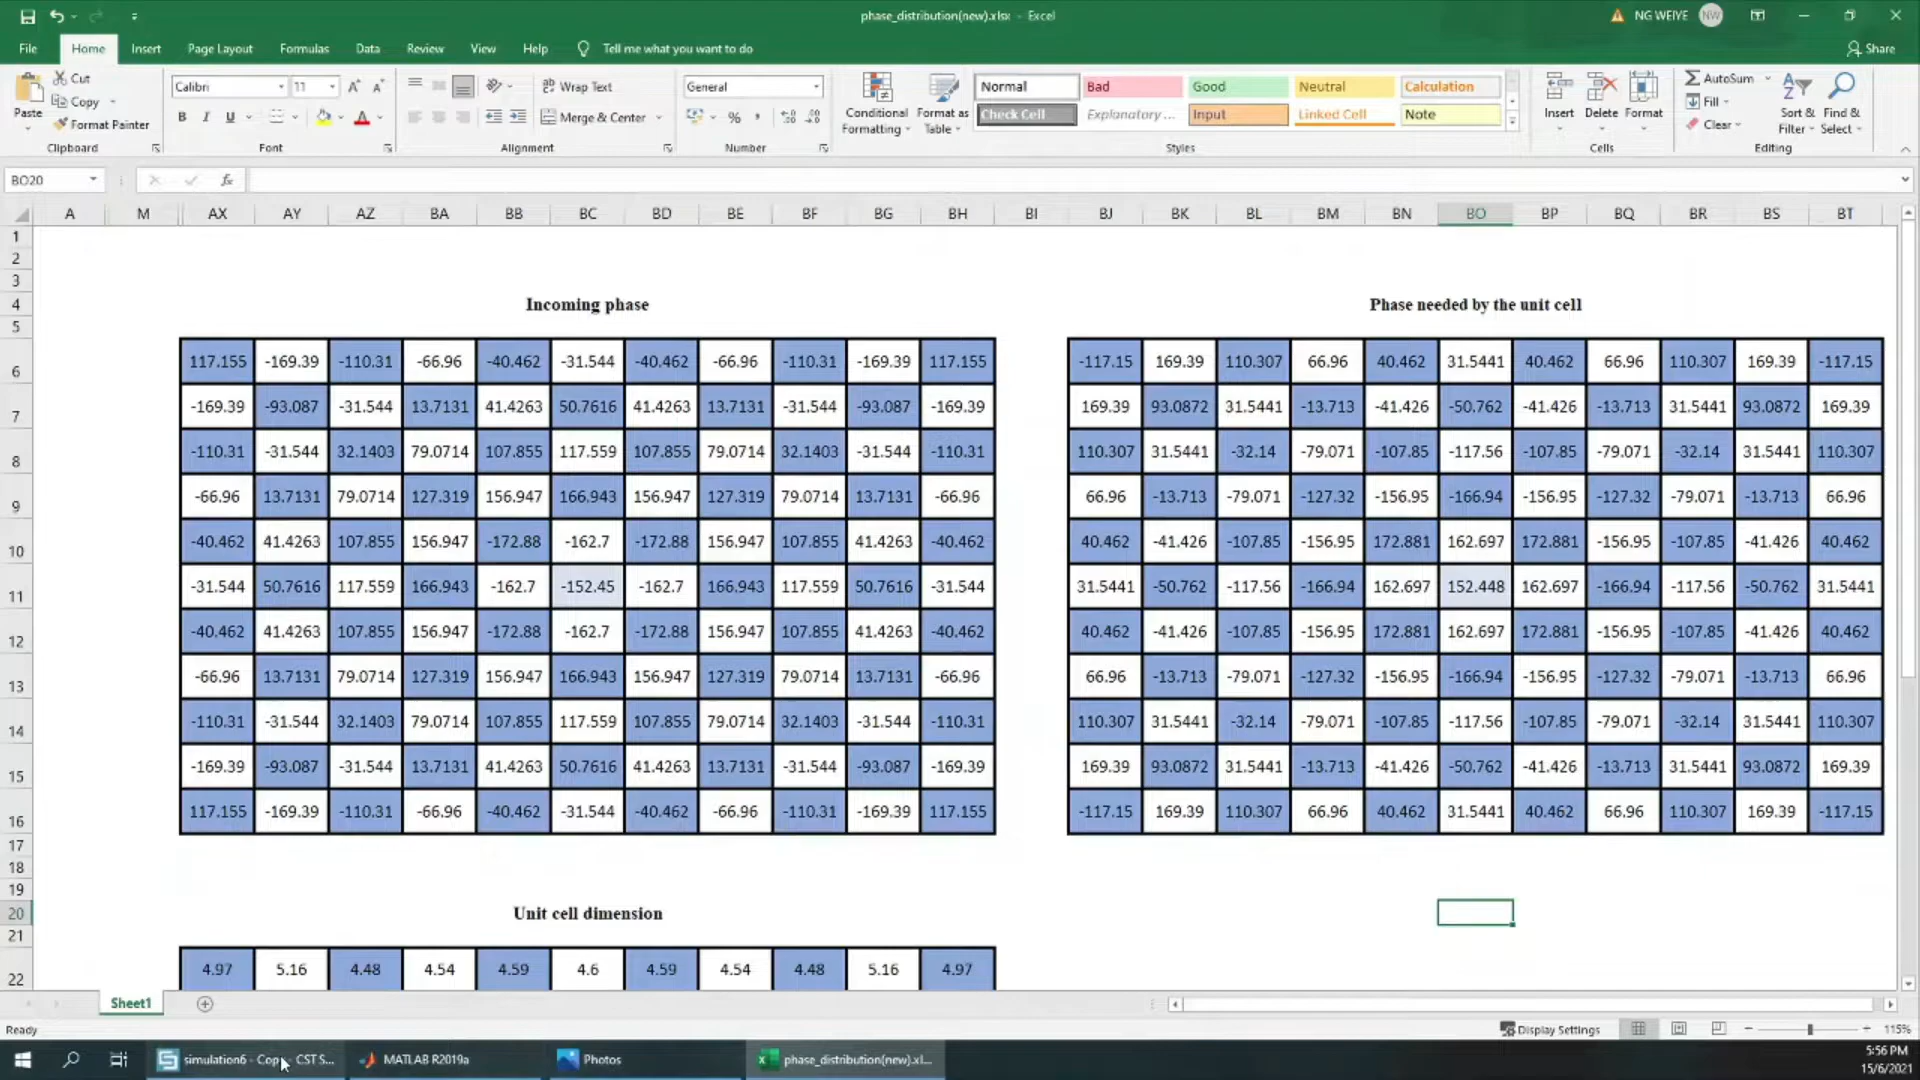 phase_distribution(new).xlsx - Excel
NG WEIYE NW
File Home Insert Page Layout Formulas Data Review View Help Tell me what you want to do Share
Paste Cut Copy Format Painter Clipboard
Calibri 11 B I U Font
Wrap Text Merge & Center Alignment
General % Number
Conditional Formatting Format as Table
Normal Bad Good Neutral Calculation
Check Cell Explanatory ... Input Linked Cell Note
Styles
Insert Delete Format Cells
AutoSum Fill Clear Sort & Filter Find & Select Editing
BO20 fx
A M AX AY AZ BA BB BC BD BE BF BG BH BI BJ BK BL BM BN BO BP BQ BR BS BT
1
2
3
4 Incoming phase Phase needed by the unit cell
5
6 117.155 -169.39 -110.31 -66.96 -40.462 -31.544 -40.462 -66.96 -110.31 -169.39 117.155 -117.15 169.39 110.307 66.96 40.462 31.5441 40.462 66.96 110.307 169.39 -117.15
7 -169.39 -93.087 -31.544 13.7131 41.4263 50.7616 41.4263 13.7131 -31.544 -93.087 -169.39 169.39 93.0872 31.5441 -13.713 -41.426 -50.762 -41.426 -13.713 31.5441 93.0872 169.39
8 -110.31 -31.544 32.1403 79.0714 107.855 117.559 107.855 79.0714 32.1403 -31.544 -110.31 110.307 31.5441 -32.14 -79.071 -107.85 -117.56 -107.85 -79.071 -32.14 31.5441 110.307
9 -66.96 13.7131 79.0714 127.319 156.947 166.943 156.947 127.319 79.0714 13.7131 -66.96 66.96 -13.713 -79.071 -127.32 -156.95 -166.94 -156.95 -127.32 -79.071 -13.713 66.96
10 -40.462 41.4263 107.855 156.947 -172.88 -162.7 -172.88 156.947 107.855 41.4263 -40.462 40.462 -41.426 -107.85 -156.95 172.881 162.697 172.881 -156.95 -107.85 -41.426 40.462
11 -31.544 50.7616 117.559 166.943 -162.7 -152.45 -162.7 166.943 117.559 50.7616 -31.544 31.5441 -50.762 -117.56 -166.94 162.697 152.448 162.697 -166.94 -117.56 -50.762 31.5441
12 -40.462 41.4263 107.855 156.947 -172.88 -162.7 -172.88 156.947 107.855 41.4263 -40.462 40.462 -41.426 -107.85 -156.95 172.881 162.697 172.881 -156.95 -107.85 -41.426 40.462
13 -66.96 13.7131 79.0714 127.319 156.947 166.943 156.947 127.319 79.0714 13.7131 -66.96 66.96 -13.713 -79.071 -127.32 -156.95 -166.94 -156.95 -127.32 -79.071 -13.713 66.96
14 -110.31 -31.544 32.1403 79.0714 107.855 117.559 107.855 79.0714 32.1403 -31.544 -110.31 110.307 31.5441 -32.14 -79.071 -107.85 -117.56 -107.85 -79.071 -32.14 31.5441 110.307
15 -169.39 -93.087 -31.544 13.7131 41.4263 50.7616 41.4263 13.7131 -31.544 -93.087 -169.39 169.39 93.0872 31.5441 -13.713 -41.426 -50.762 -41.426 -13.713 31.5441 93.0872 169.39
16 117.155 -169.39 -110.31 -66.96 -40.462 -31.544 -40.462 -66.96 -110.31 -169.39 117.155 -117.15 169.39 110.307 66.96 40.462 31.5441 40.462 66.96 110.307 169.39 -117.15
17
18
19
20 Unit cell dimension
21
22 4.97 5.16 4.48 4.54 4.59 4.6 4.59 4.54 4.48 5.16 4.97
Sheet1
Ready Display Settings 115%
simulation6 - Copy - CST S... MATLAB R2019a Photos phase_distribution(new).xl...
5:56 PM
15/6/2021